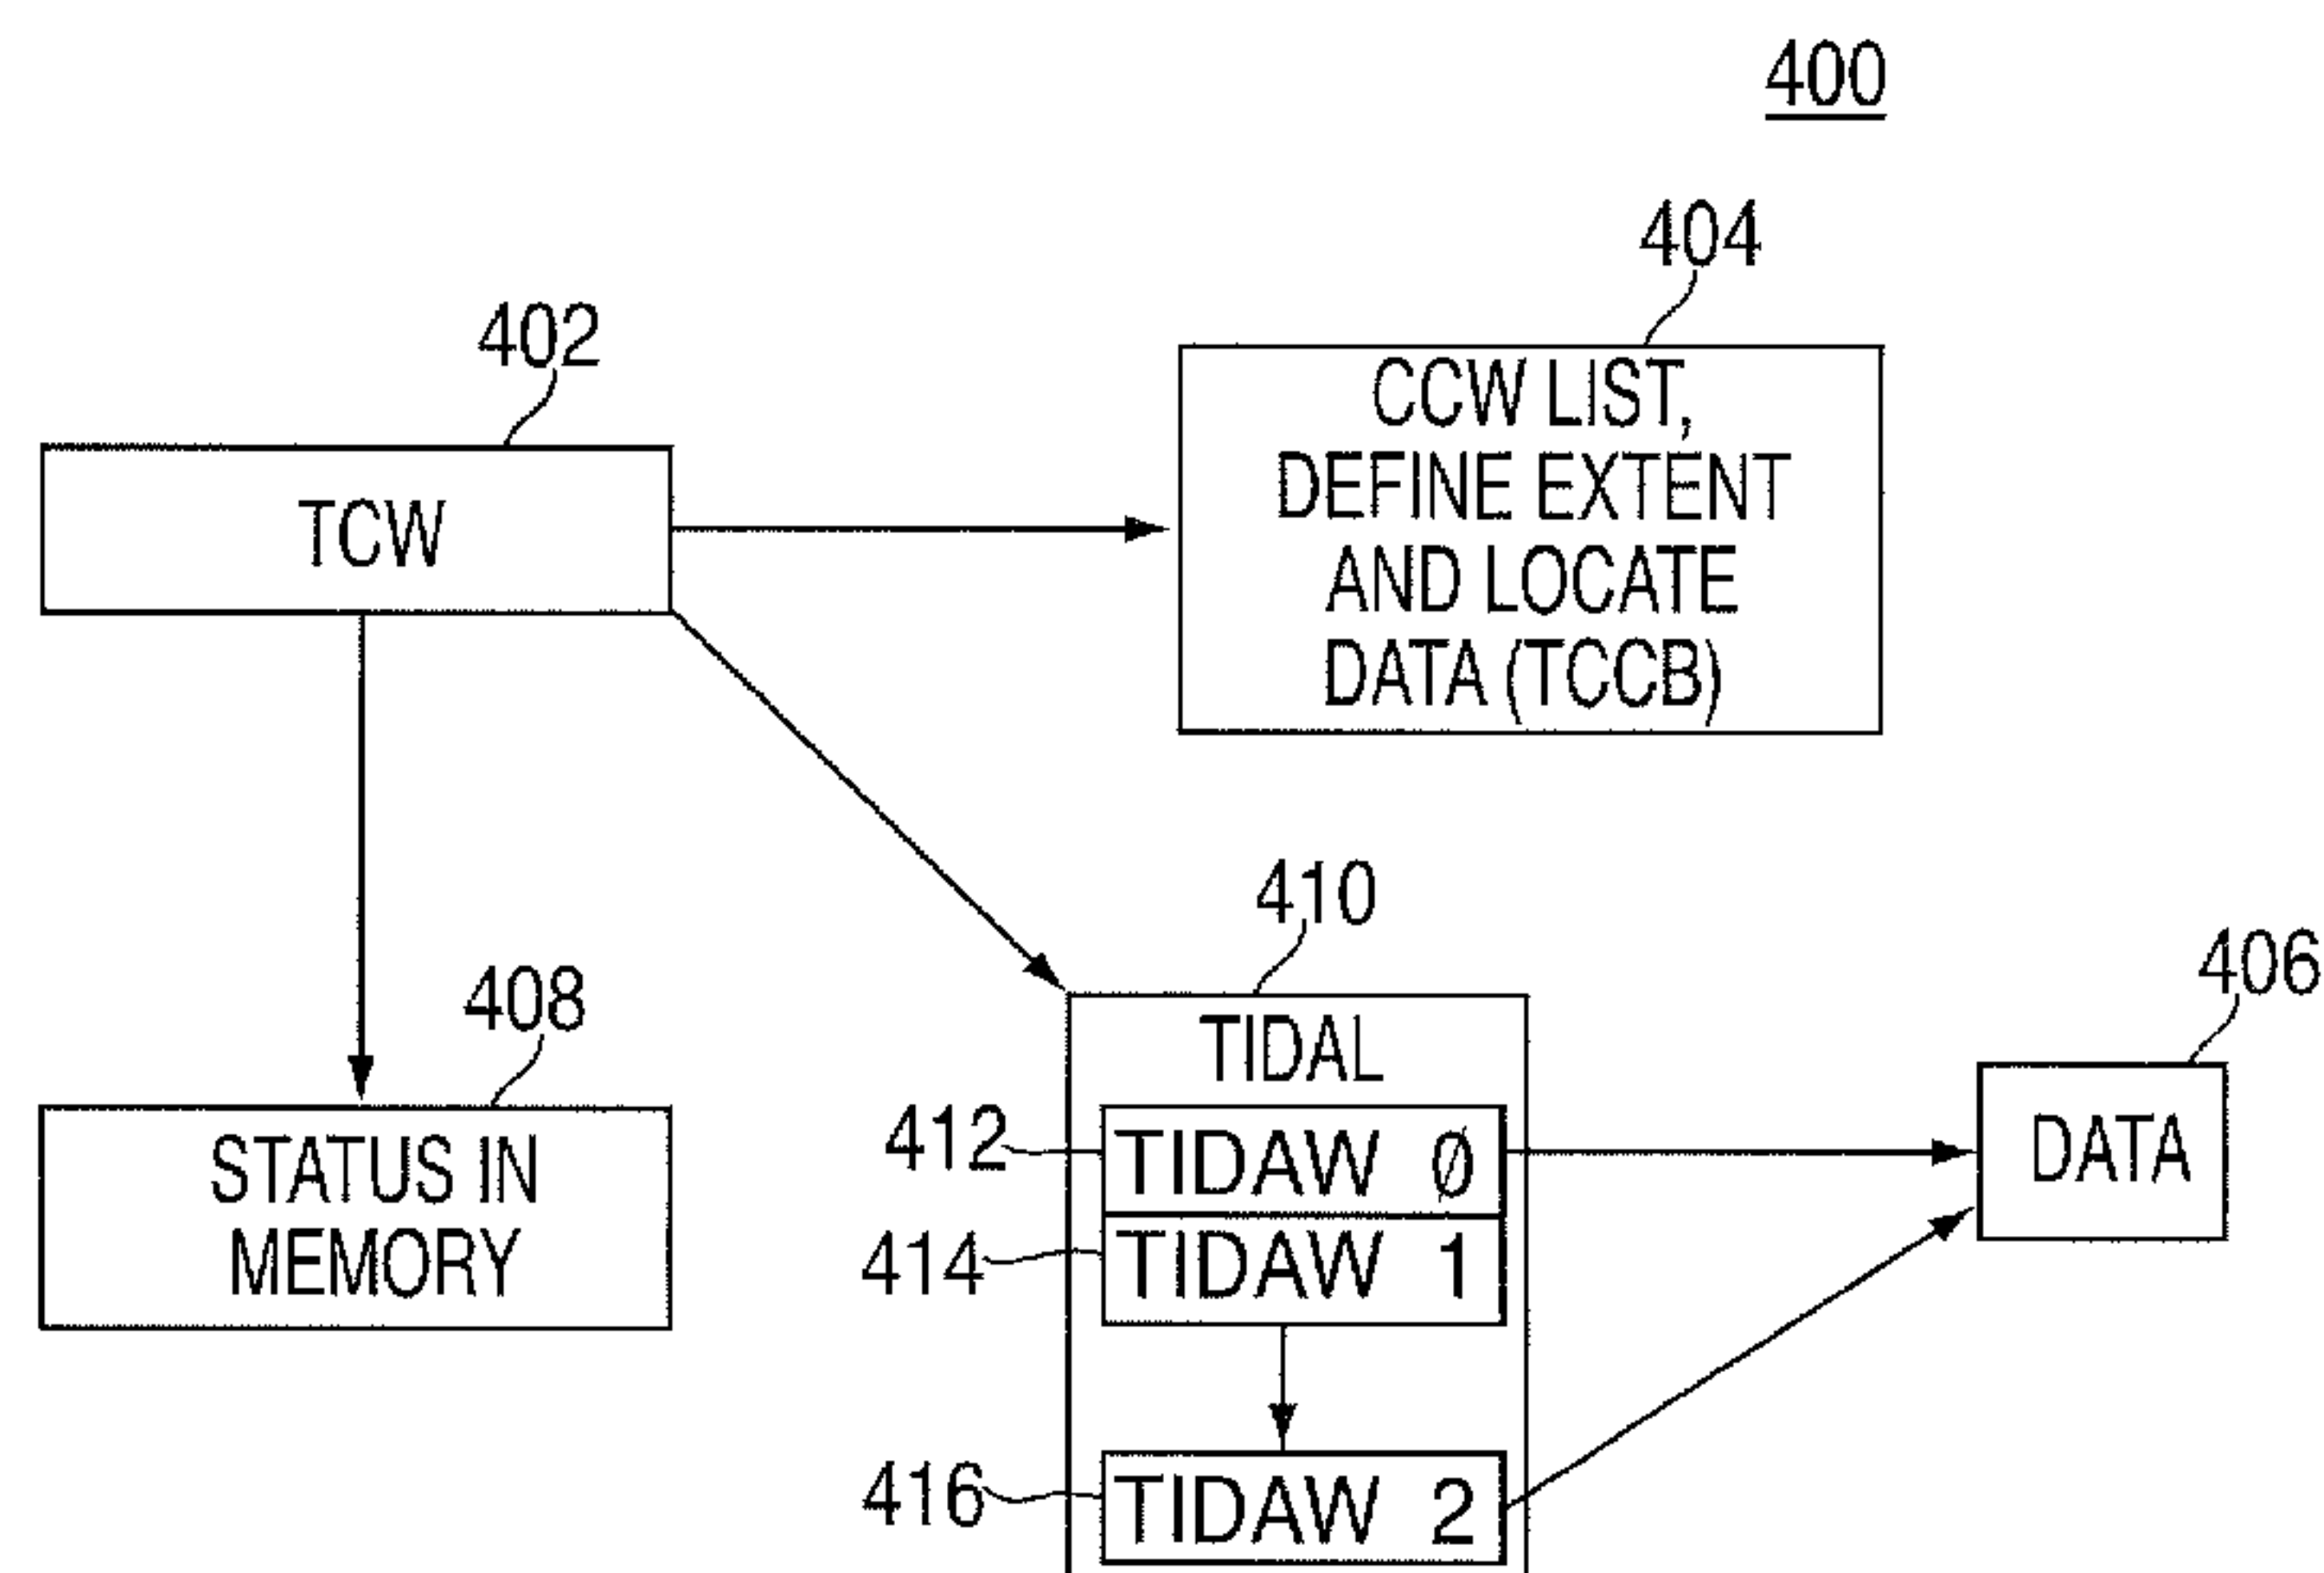 400
404
402
CCW LIST,
DEFINE EXTENT
AND LOCATE
DATA (TCCB)
TCW
410
406
408
TIDAL
412
TIDAW 0
DATA
STATUS IN
MEMORY
414
TIDAW 1
416
TIDAW 2